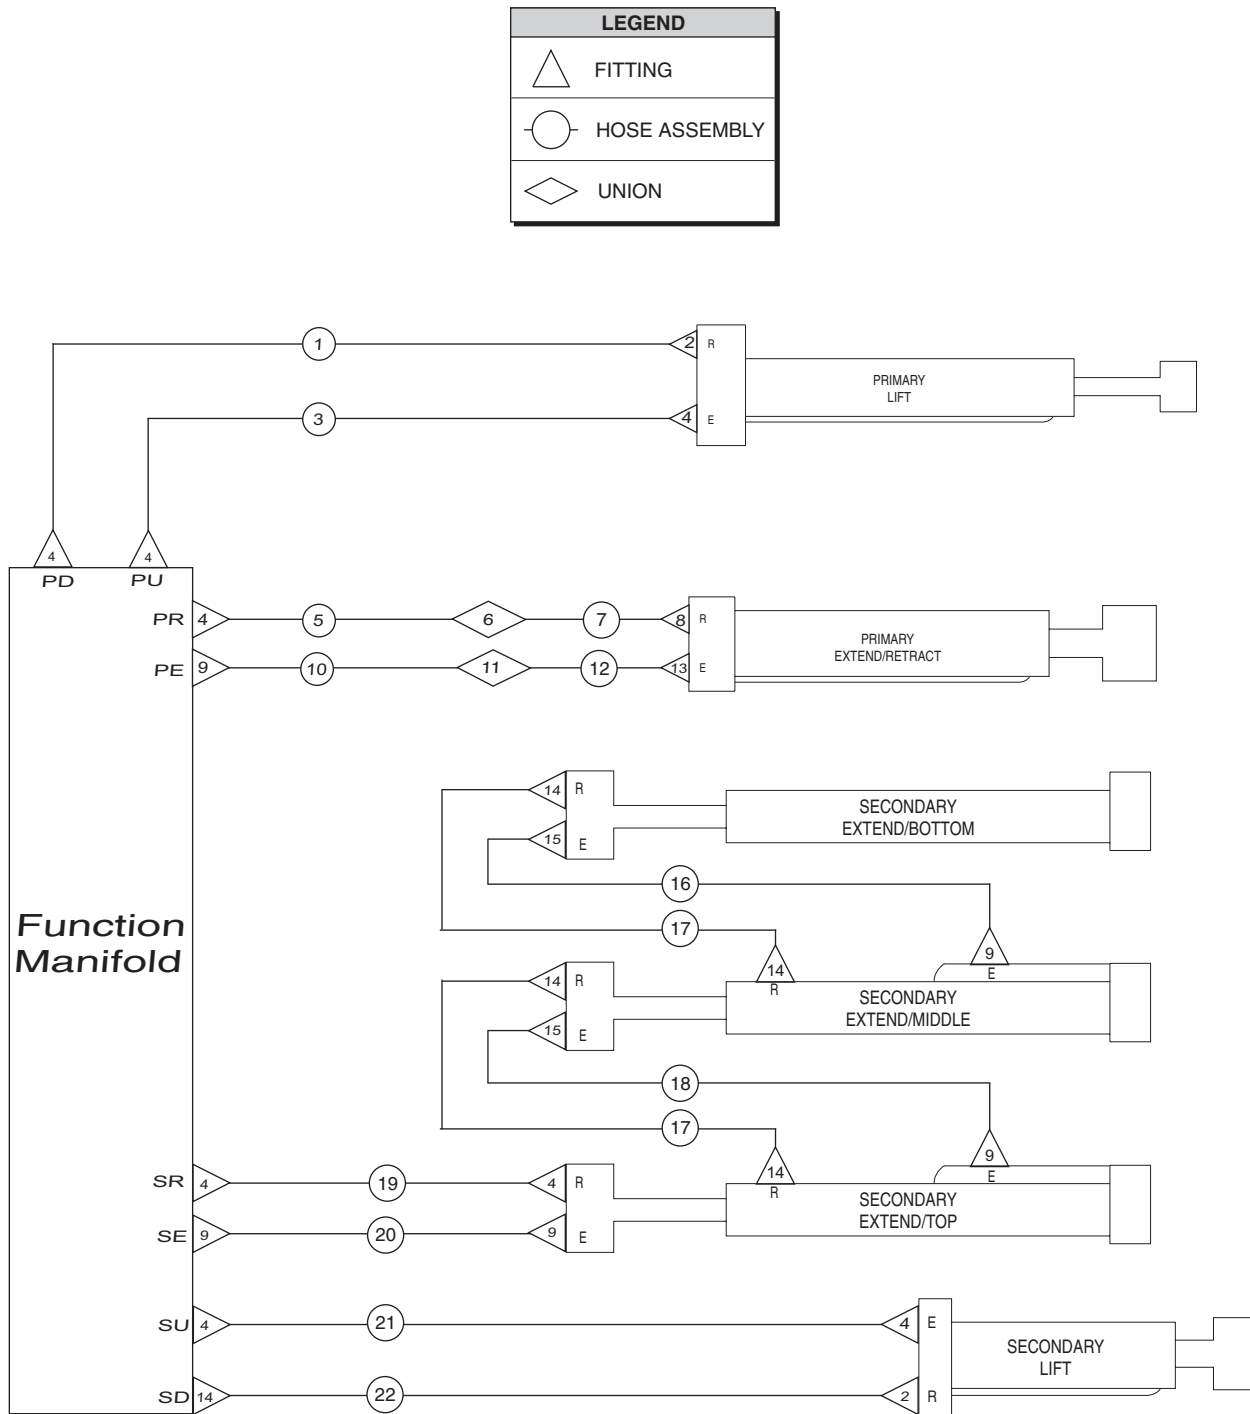 LEGEND
FITTING
HOSE ASSEMBLY
UNION
1
2 R
PRIMARY
LIFT
3
4 E
4
4
PD
PU
PR 4 5 6 7 8 R
PRIMARY
EXTEND/RETRACT
PE 9 10 11 12 13 E
14 R
SECONDARY
EXTEND/BOTTOM
15 E
16
17
Function
Manifold
9
E
14
R
14 R
SECONDARY
EXTEND/MIDDLE
15 E
18
17
9
E
14
R
SR 4 19 4 R
SECONDARY
EXTEND/TOP
SE 9 20 9 E
SU 4 21 4 E
SECONDARY
LIFT
SD 14 22 2 R